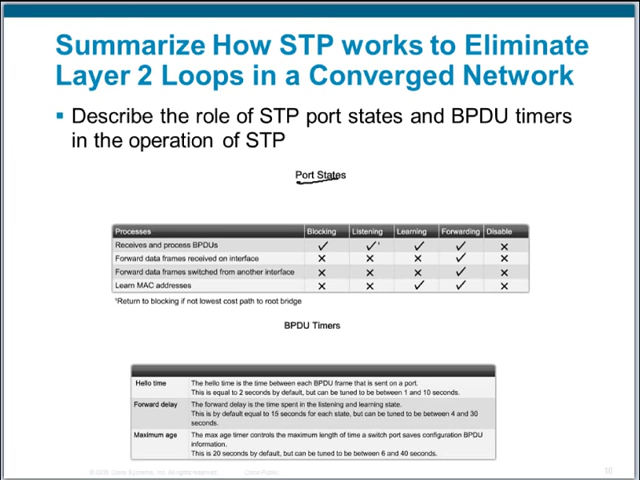 Summarize How STP works to Eliminate
Layer 2 Loops in a Converged Network
Describe the role of STP port states and BPDU timers
in the operation of STP
Port States
Processes Blocking Listening Learning Forwarding Disable
Receives and process BPDUs ✓ ✓¹ ✓ ✓ ✕
Forward data frames received on interface ✕ ✕ ✕ ✓ ✕
Forward data frames switched from another interface ✕ ✕ ✕ ✓ ✕
Learn MAC addresses ✕ ✕ ✓ ✓ ✕
¹Return to blocking if not lowest cost path to root bridge
BPDU Timers
Hello time The hello time is the time between each BPDU frame that is sent on a port.
This is equal to 2 seconds by default, but can be tuned to be between 1 and 10 seconds.
Forward delay The forward delay is the time spent in the listening and learning state.
This is by default equal to 15 seconds for each state, but can be tuned to be between 4 and 30
seconds.
Maximum age The max age timer controls the maximum length of time a switch port saves configuration BPDU
information.
This is 20 seconds by default, but can be tuned to be between 6 and 40 seconds.
Cisco Systems, Inc. All rights reserved. Cisco Public 10